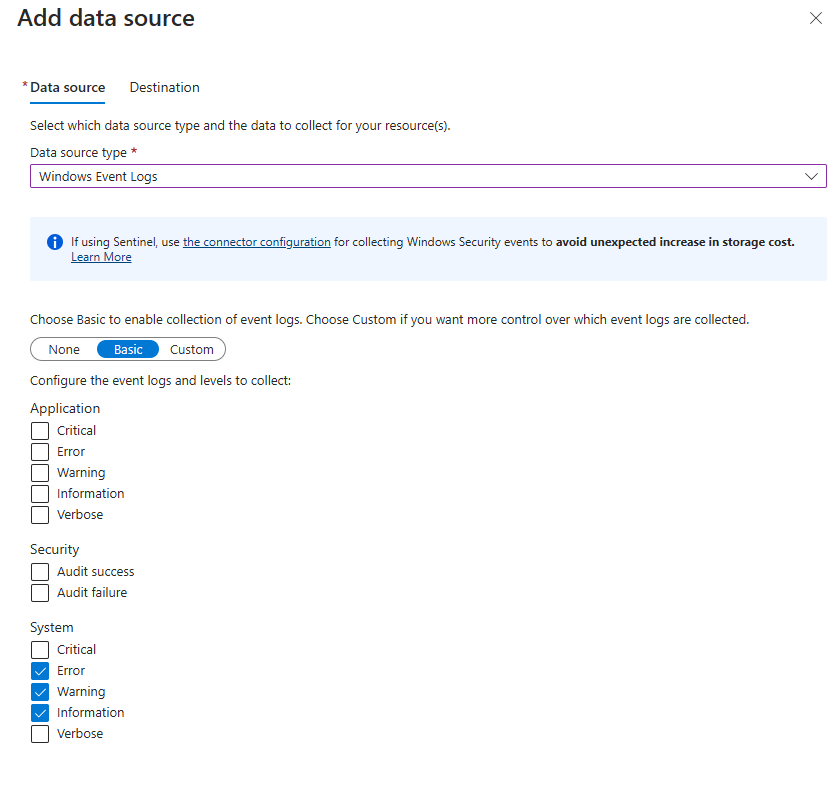 Add data source
* Data source Destination
Select which data source type and the data to collect for your resource(s).
Data source type *
Windows Event Logs
If using Sentinel, use the connector configuration for collecting Windows Security events to avoid unexpected increase in storage cost.
Learn More
Choose Basic to enable collection of event logs. Choose Custom if you want more control over which event logs are collected.
None Basic Custom
Configure the event logs and levels to collect:
Application
Critical
Error
Warning
Information
Verbose
Security
Audit success
Audit failure
System
Critical
Error
Warning
Information
Verbose